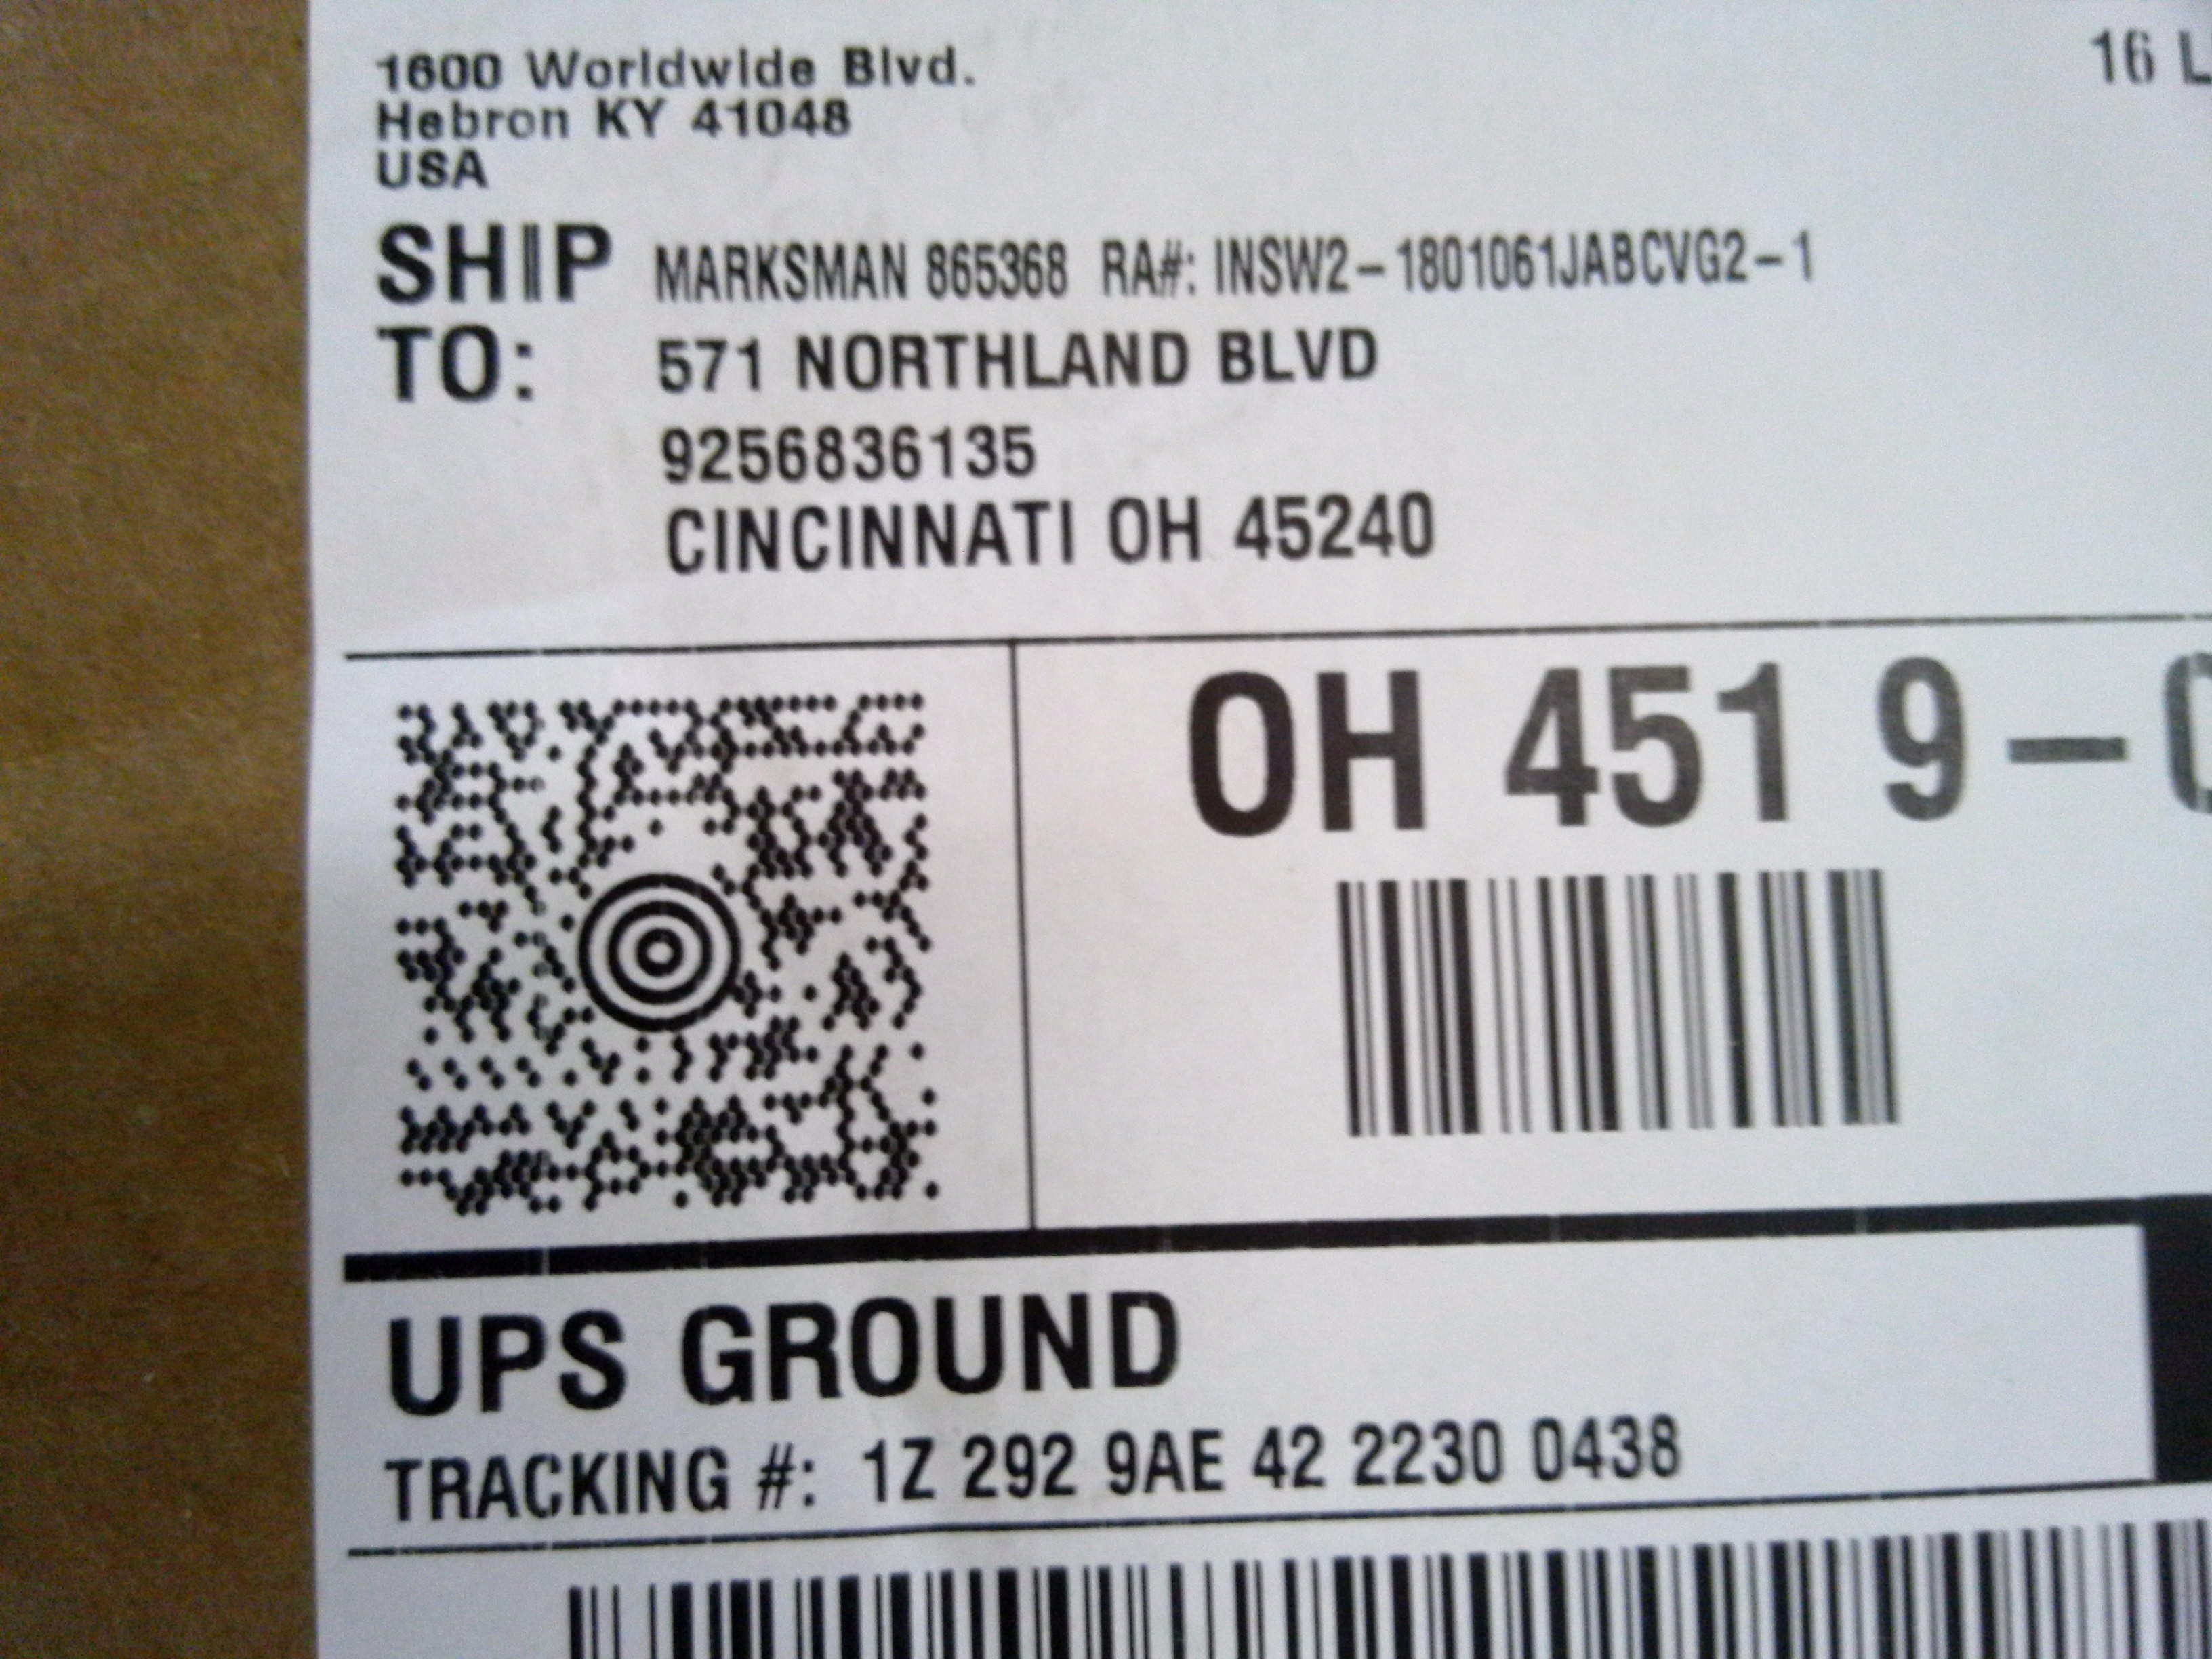 1600 Worldwide Blvd.
Hebron KY 41048
USA
16 L
SHIP TO:
MARKSMAN 865368 RA#: INSW2-1801061JABCVG2-1
571 NORTHLAND BLVD
9256836135
CINCINNATI OH 45240
OH 451 9-
UPS GROUND
TRACKING #: 1Z 292 9AE 42 2230 0438